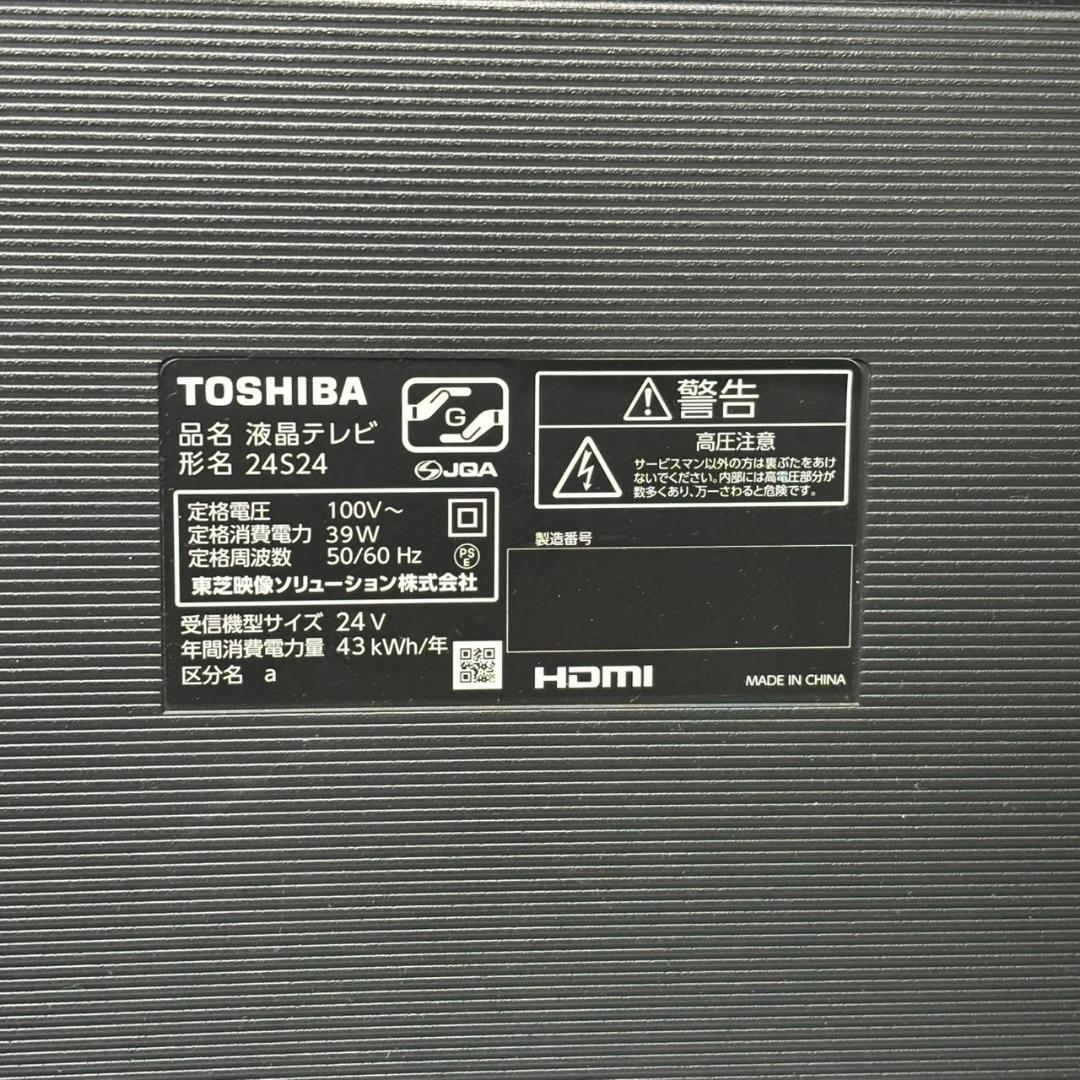 TOSHIBA
品名 液晶テレビ
形名 24S24
G
JQA
定格電圧 100V～
定格消費電力 39W
定格周波数 50/60 Hz
PS
E
東芝映像ソリューション株式会社
受信機型サイズ 24V
年間消費電力量 43kWh/年
区分名 a
警告
高圧注意
サービスマン以外の方は裏ぶたをあけ
ないでください。内部には高電圧部分が
数多くあり、万一さわると危険です。
製造番号
HDMI
MADE IN CHINA